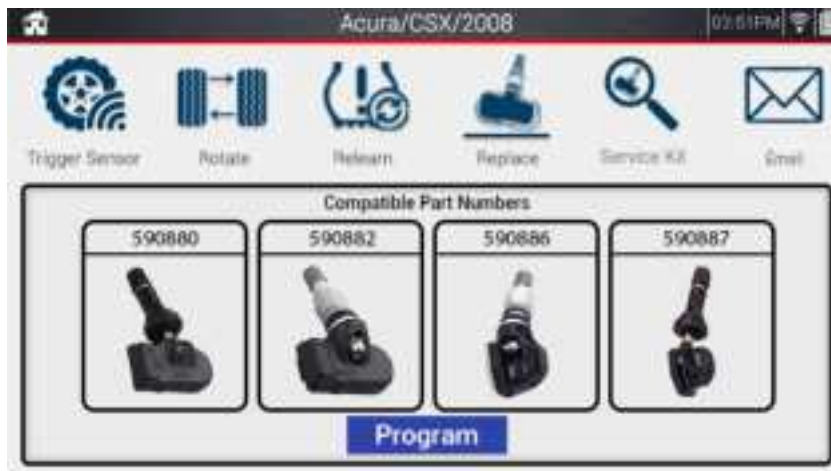 Acura/CSX/2008
02:51PM
Trigger Sensor
Rotate
Relearn
Replace
Service Kit
Email
Compatible Part Numbers
590880
590882
590886
590887
Program